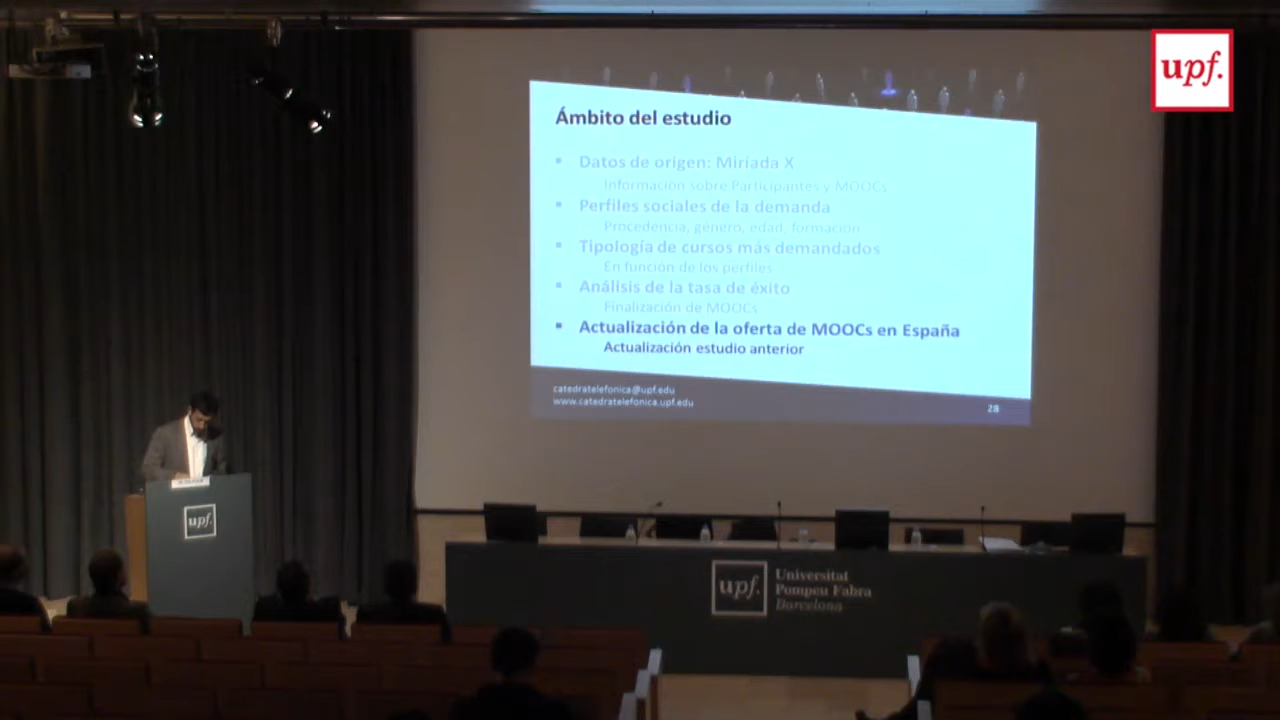 upf.
Ámbito del estudio
▪ Datos de origen: Miríada X
Información sobre Participantes y MOOCs
▪ Perfiles sociales de la demanda
Procedencia, género, edad, formación
▪ Tipología de cursos más demandados
En función de los perfiles
▪ Análisis de la tasa de éxito
Finalización de MOOCs
▪ Actualización de la oferta de MOOCs en España
Actualización estudio anterior
catedratelefonica@upf.edu
www.catedratelefonica.upf.edu
28
upf.
upf.
Universitat
Pompeu Fabra
Barcelona